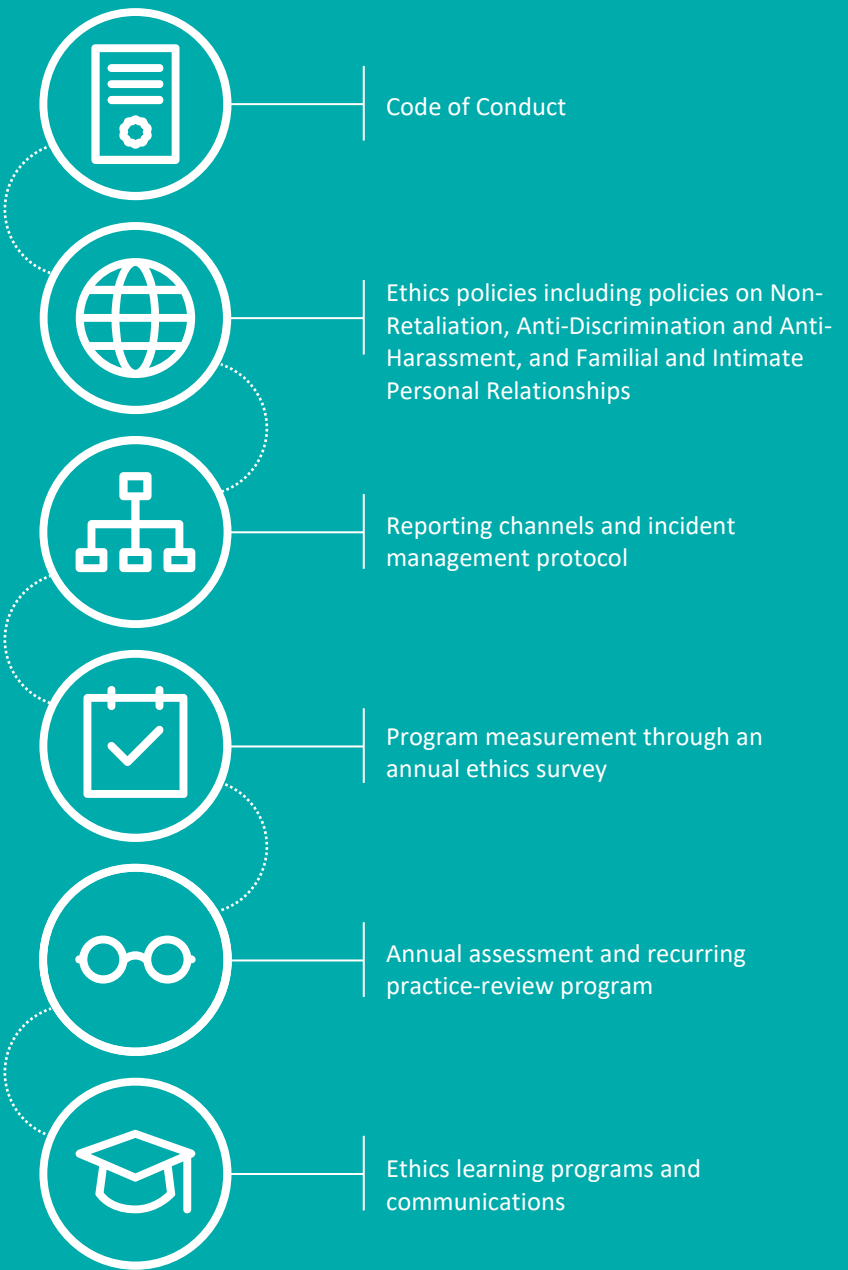 Code of Conduct
Ethics policies including policies on Non-
Retaliation, Anti-Discrimination and Anti-
Harassment, and Familial and Intimate
Personal Relationships
Reporting channels and incident
management protocol
Program measurement through an
annual ethics survey
Annual assessment and recurring
practice-review program
Ethics learning programs and
communications